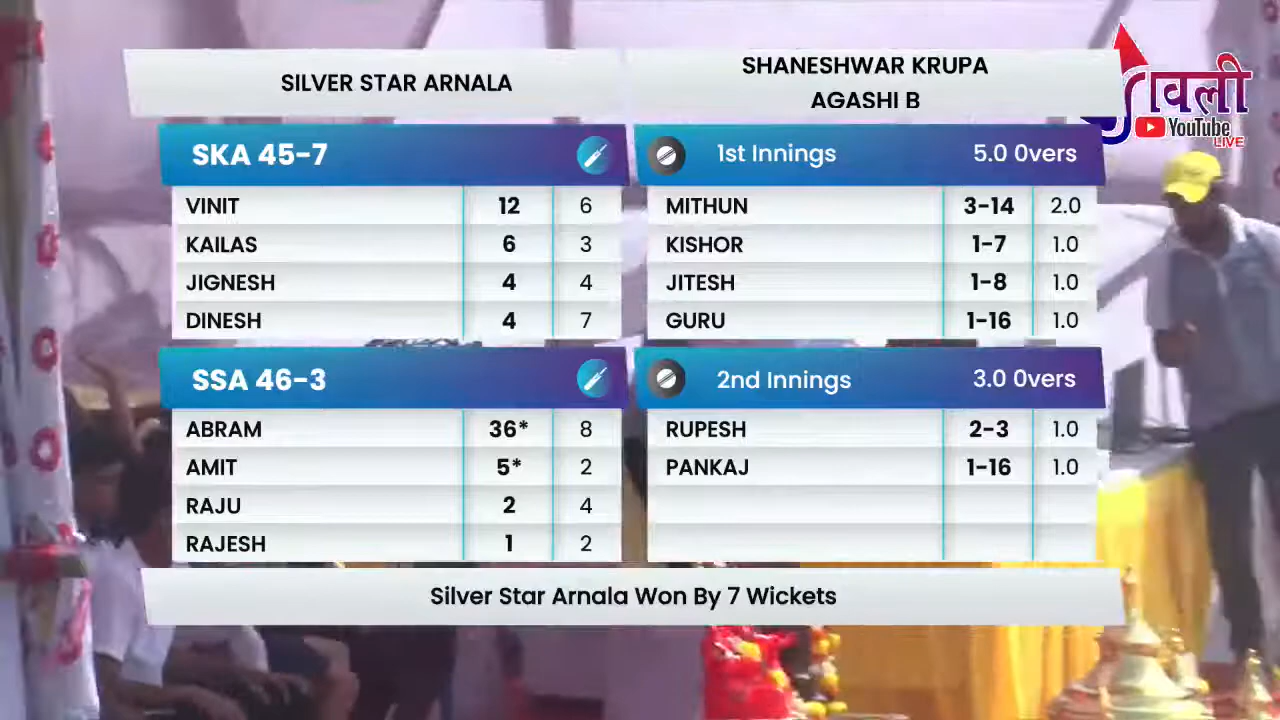 SILVER STAR ARNALA
SHANESHWAR KRUPA
AGASHI B
रावली
YouTube
LIVE
SKA 45-7
1st Innings 5.0 Overs
VINIT 12 6
MITHUN 3-14 2.0
KAILAS 6 3
KISHOR 1-7 1.0
JIGNESH 4 4
JITESH 1-8 1.0
DINESH 4 7
GURU 1-16 1.0
SSA 46-3
2nd Innings 3.0 Overs
ABRAM 36* 8
RUPESH 2-3 1.0
AMIT 5* 2
PANKAJ 1-16 1.0
RAJU 2 4
RAJESH 1 2
Silver Star Arnala Won By 7 Wickets